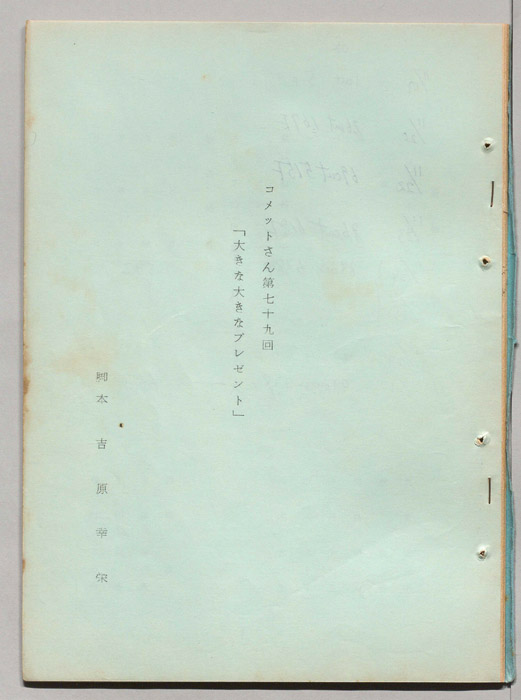 コメットさん第七十九回
「大きな大きなプレゼント」
脚本 吉原幸栄